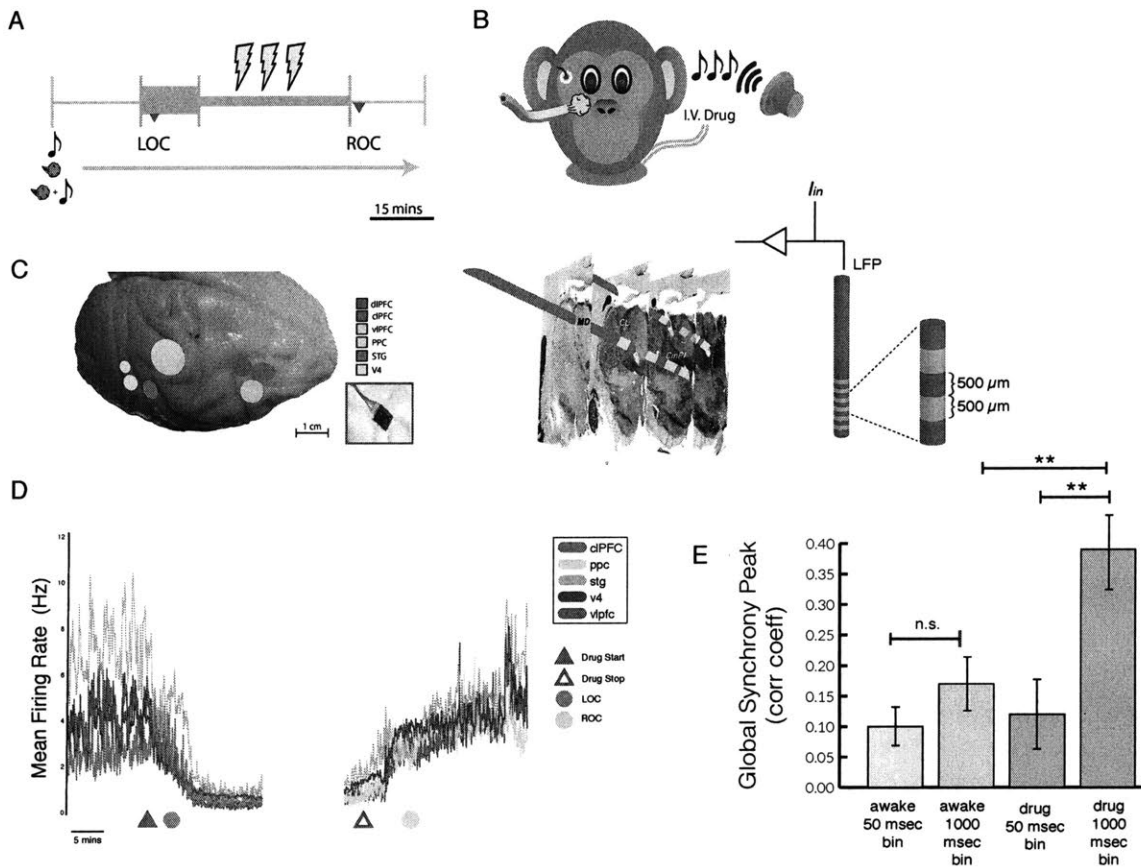 A
LOC
ROC
15 mins
B
I.V. Drug
C
dlPFC
clPFC
vlPFC
PPC
STG
V4
1 cm
MD
CL
Iin
LFP
500 µm
500 µm
D
Mean Firing Rate (Hz)
12
10
8
6
4
2
0
5 mins
clPFC
ppc
stg
v4
vlpfc
Drug Start
Drug Stop
LOC
ROC
E
Global Synchrony Peak
(corr coeff)
0.40
0.35
0.30
0.25
0.20
0.15
0.10
0.05
0.00
n.s.
**
**
awake 50 msec bin
awake 1000 msec bin
drug 50 msec bin
drug 1000 msec bin